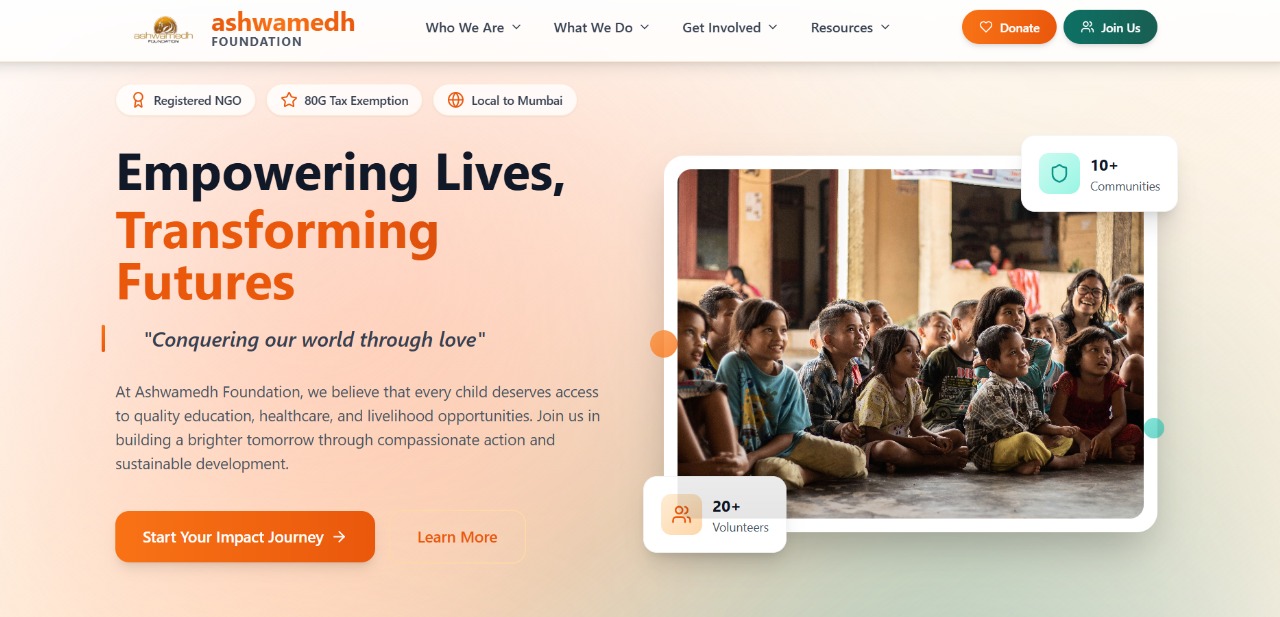 ashwamedh
FOUNDATION
ashwamedh
FOUNDATION
Who We Are
What We Do
Get Involved
Resources
Donate
Join Us
Registered NGO
80G Tax Exemption
Local to Mumbai
Empowering Lives,
Transforming
Futures
"Conquering our world through love"
At Ashwamedh Foundation, we believe that every child deserves access
to quality education, healthcare, and livelihood opportunities. Join us in
building a brighter tomorrow through compassionate action and
sustainable development.
Start Your Impact Journey →
Learn More
10+
Communities
20+
Volunteers